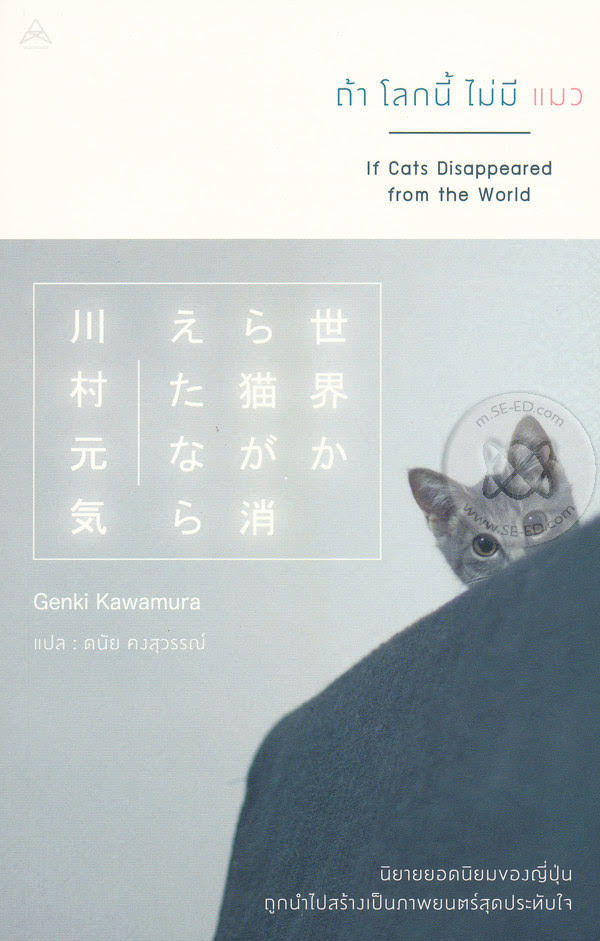 ถ้า โลกนี้ ไม่มี แมว
If Cats Disappeared
from the World
世界か
ら猫が消
えたなら
川村元気
m.SE-ED.com
www.SE-ED.com
Genki Kawamura
แปล : ดนัย คงสุวรรณ์
นิยายยอดนิยมของญี่ปุ่น
ถูกนำไปสร้างเป็นภาพยนตร์สุดประทับใจ